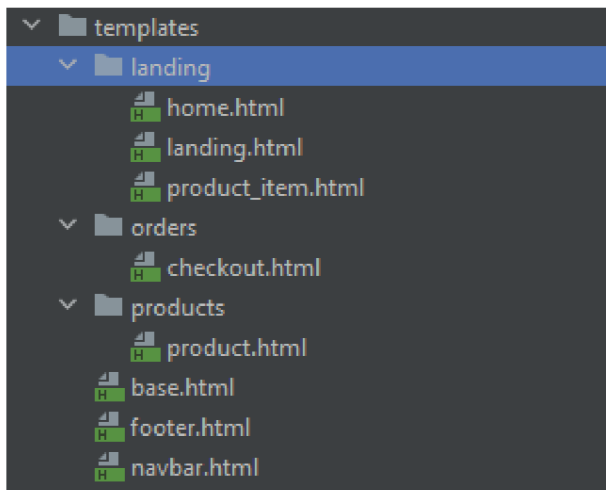 templates
landing
H home.html
H landing.html
H product_item.html
orders
H checkout.html
products
H product.html
H base.html
H footer.html
H navbar.html